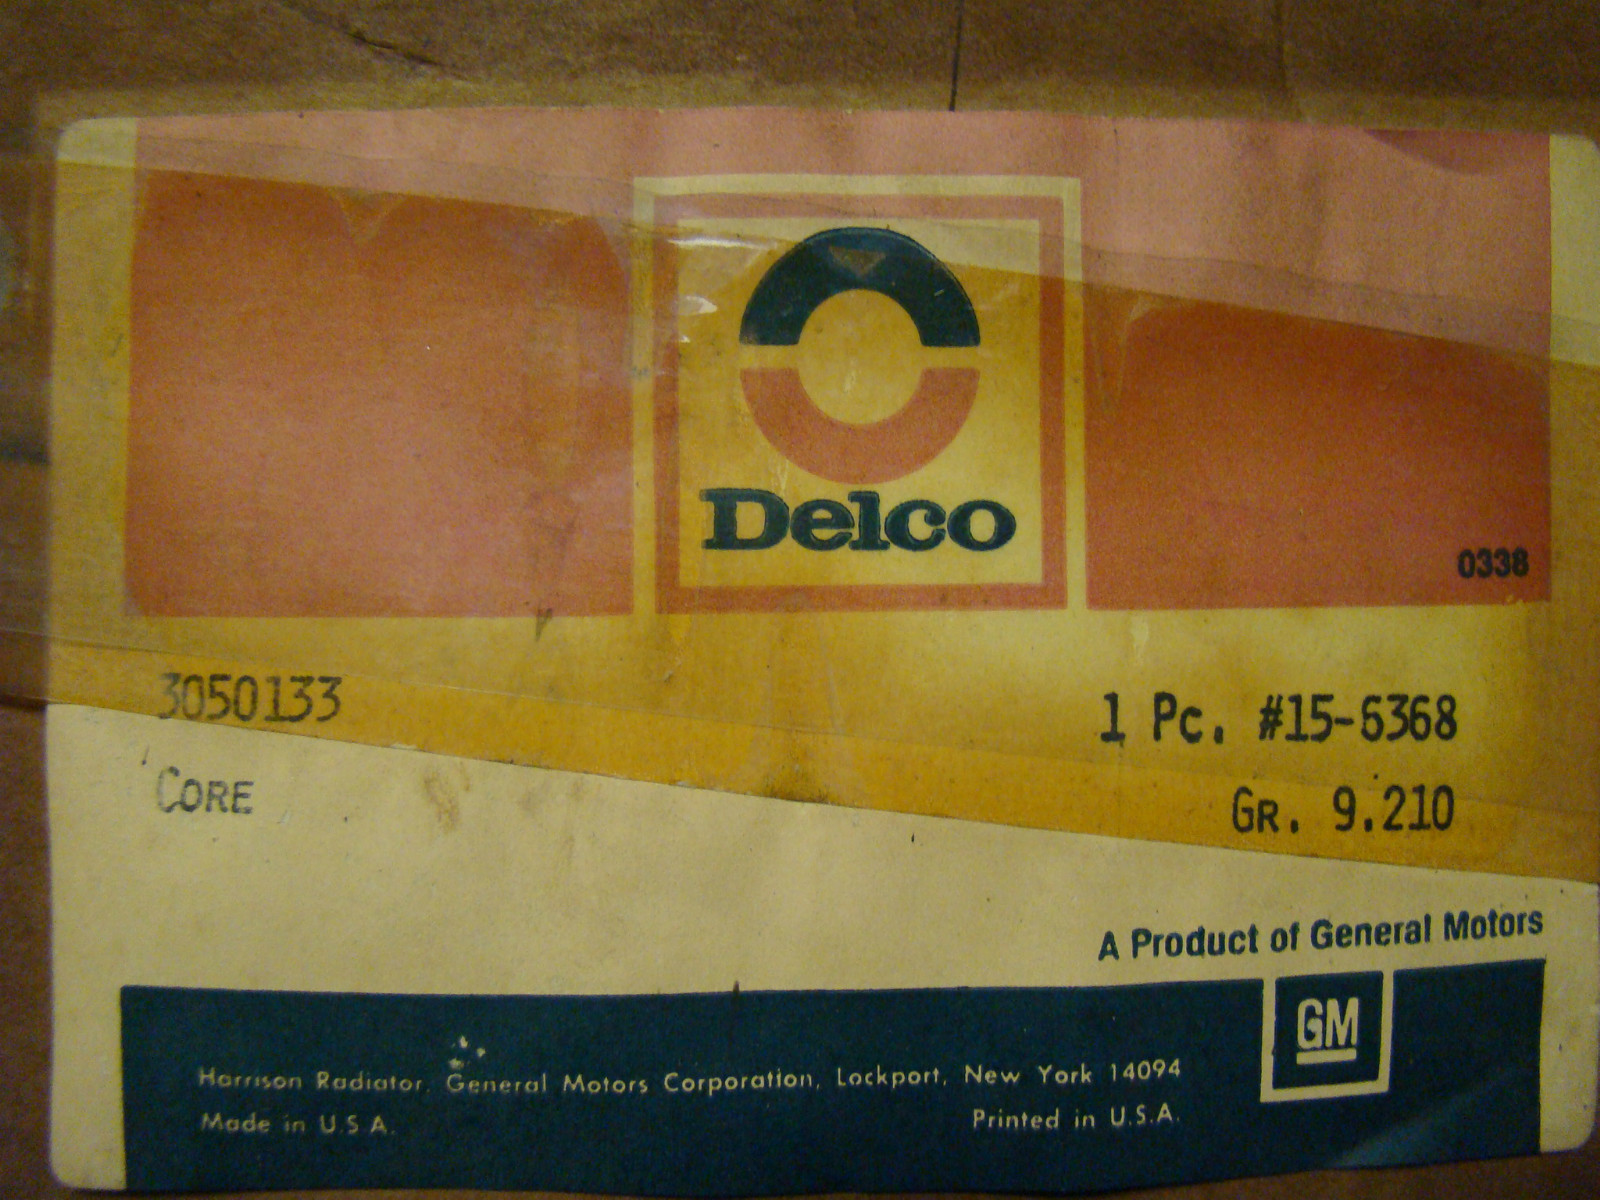 Delco
0338
3050133
1 Pc. #15-6368
CORE
GR. 9.210
A Product of General Motors
GM
Harrison Radiator, General Motors Corporation, Lockport, New York 14094
Made in U.S.A.
Printed in U.S.A.